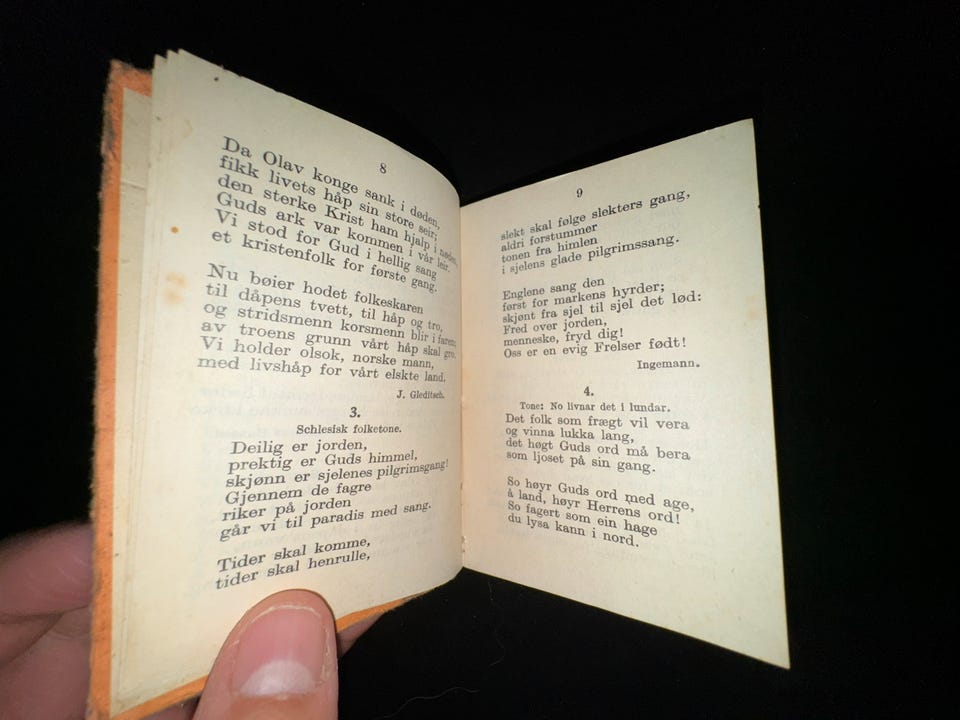 8
Da Olav konge sank i døden,
fikk livets håp sin store seir;
den sterke Krist ham hjalp i nøden,
Guds ark var kommen i vår leir.
Vi stod for Gud i hellig sang
et kristenfolk for første gang.
Nu bøier hodet folkeskaren
til dåpens tvett, til håp og tro,
og stridsmenn korsmenn blir i faren;
av troens grunn vårt håp skal gro.
Vi holder olsok, norske mann,
med livshåp for vårt elskte land.
J. Gleditsch.
3.
Schlesisk folketone.
Deilig er jorden,
prektig er Guds himmel,
skjønn er sjelenes pilgrimsgang!
Gjennem de fagre
riker på jorden
går vi til paradis med sang.
Tider skal komme,
tider skal henrulle,
9
slekt skal følge slekters gang,
aldri forstummer
tonen fra himlen
i sjelens glade pilgrimssang.
Englene sang den
først for markens hyrder;
skjønt fra sjel til sjel det lød:
Fred over jorden,
menneske, fryd dig!
Oss er en evig Frelser født!
Ingemann.
4.
Tone: No livnar det i lundar.
Det folk som frægt vil vera
og vinna lukka lang,
det høgt Guds ord må bera
som ljoset på sin gang.
So høyr Guds ord med age,
å land, høyr Herrens ord!
So fagert som ein hage
du lysa kann i nord.